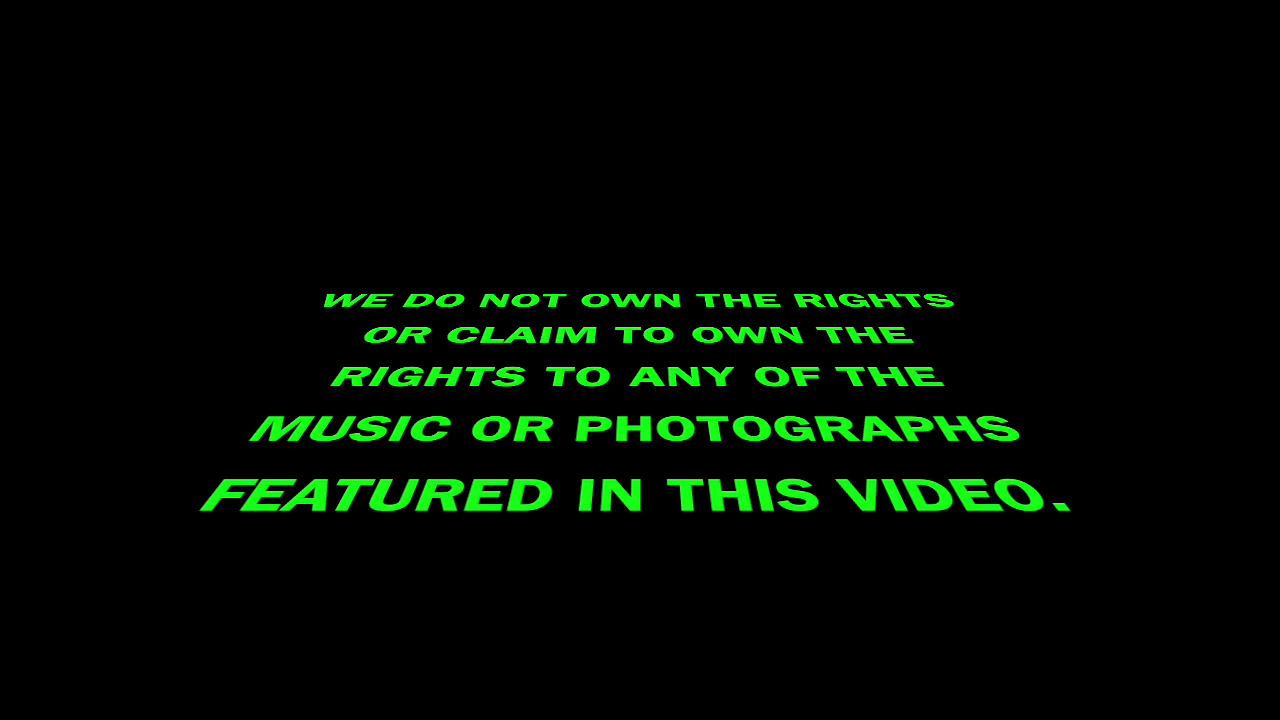 WE DO NOT OWN THE RIGHTS
OR CLAIM TO OWN THE
RIGHTS TO ANY OF THE
MUSIC OR PHOTOGRAPHS
FEATURED IN THIS VIDEO.